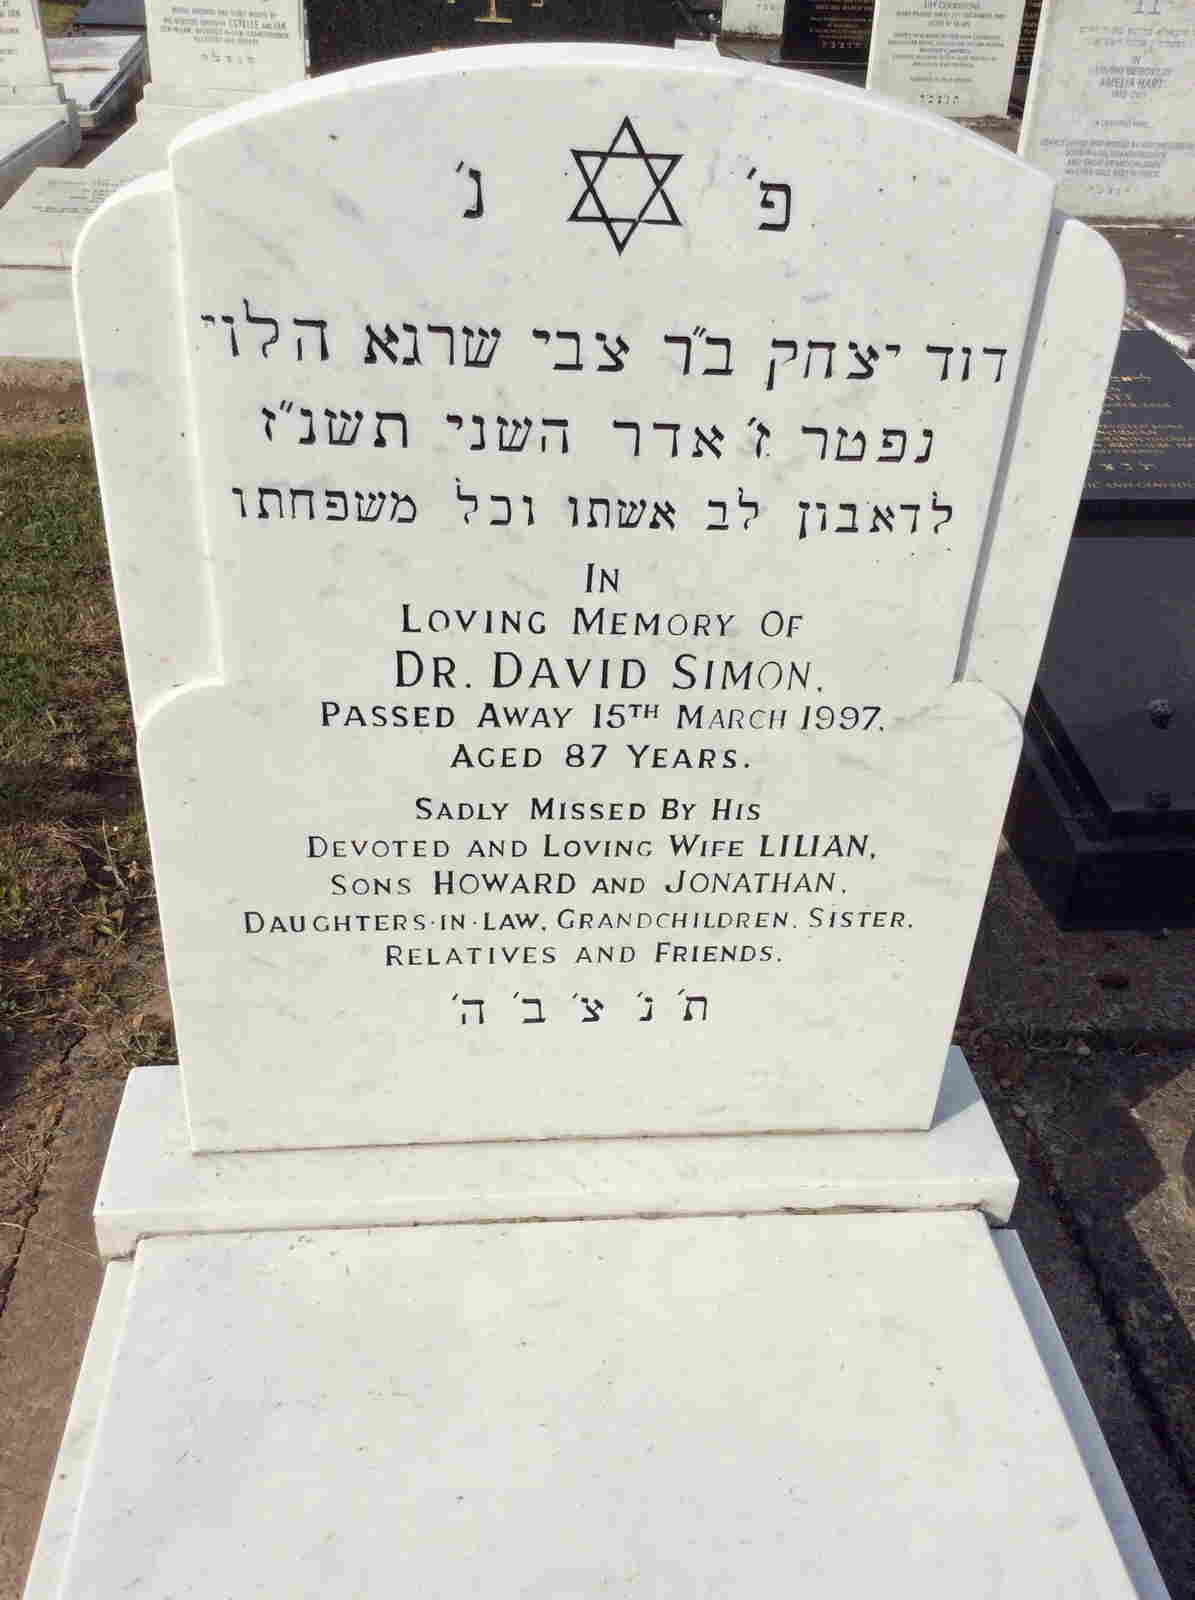 פ׳ נ׳
דוד יצחק ב״ר צבי שרגא הלוי
נפטר ז׳ אדר השני תשנ״ז
לדאבון לב אשתו וכל משפחתו
IN
LOVING MEMORY OF
DR. DAVID SIMON,
PASSED AWAY 15TH MARCH 1997,
AGED 87 YEARS.
SADLY MISSED BY HIS
DEVOTED AND LOVING WIFE LILIAN,
SONS HOWARD AND JONATHAN,
DAUGHTERS·IN·LAW, GRANDCHILDREN, SISTER,
RELATIVES AND FRIENDS.
ת׳ נ׳ צ׳ ב׳ ה׳
AMELIA HART